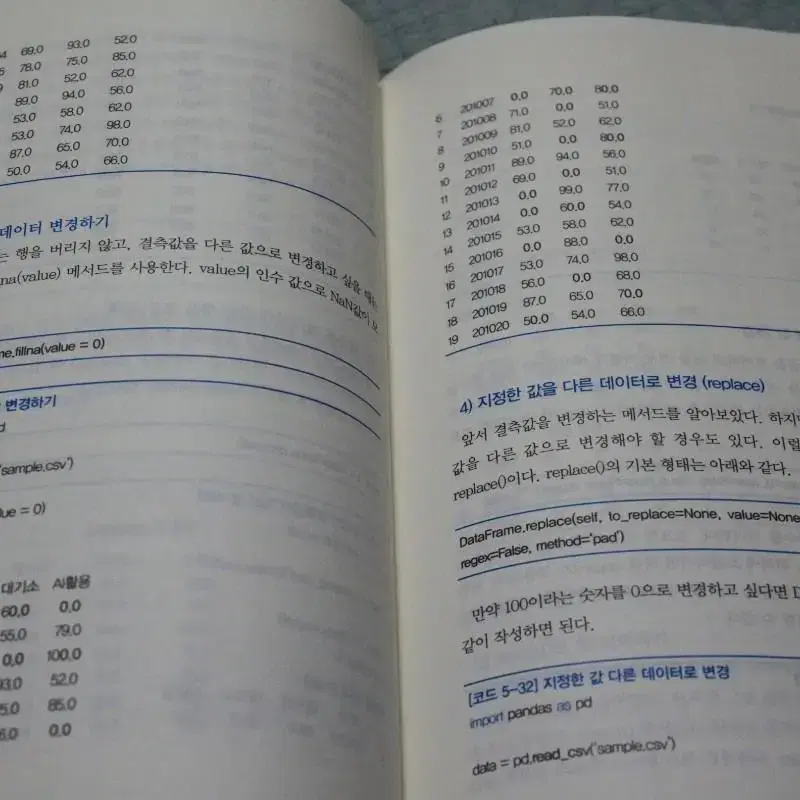 69.0 93.0 52.0
78.0 75.0 85.0
81.0 52.0 62.0
89.0 94.0 56.0
53.0 58.0 62.0
53.0 74.0 98.0
87.0 65.0 70.0
50.0 54.0 66.0
데이터 변경하기
는 행을 버리지 않고, 결측값을 다른 값으로 변경하고 싶을 때는
na(value) 메서드를 사용한다. value의 인수 값으로 NaN값이 모
me.fillna(value = 0)
변경하기
d
'sample.csv')
lue = 0)
대기소 AI활용
60.0 0.0
55.0 79.0
0.0 100.0
93.0 52.0
5.0 85.0
6.0 0.0
6 201007 0.0 70.0 80.0
7 201008 71.0 0.0 51.0
8 201009 81.0 52.0 62.0
9 201010 51.0 0.0 80.0
10 201011 89.0 94.0 56.0
11 201012 69.0 0.0 51.0
12 201013 0.0 99.0 77.0
13 201014 0.0 60.0 54.0
14 201015 53.0 58.0 62.0
15 201016 0.0 88.0 0.0
16 201017 53.0 74.0 98.0
17 201018 56.0 0.0 68.0
18 201019 87.0 65.0 70.0
19 201020 50.0 54.0 66.0
4) 지정한 값을 다른 데이터로 변경 (replace)
앞서 결측값을 변경하는 메서드를 알아보았다. 하지
값을 다른 값으로 변경해야 할 경우도 있다. 이럴
replace()이다. replace()의 기본 형태는 아래와 같다.
DataFrame.replace(self, to_replace=None, value=None
regex=False, method='pad')
만약 100이라는 숫자를 0으로 변경하고 싶다면 D
같이 작성하면 된다.
[코드 5-32] 지정한 값 다른 데이터로 변경
import pandas as pd
data = pd.read_csv('sample.csv')